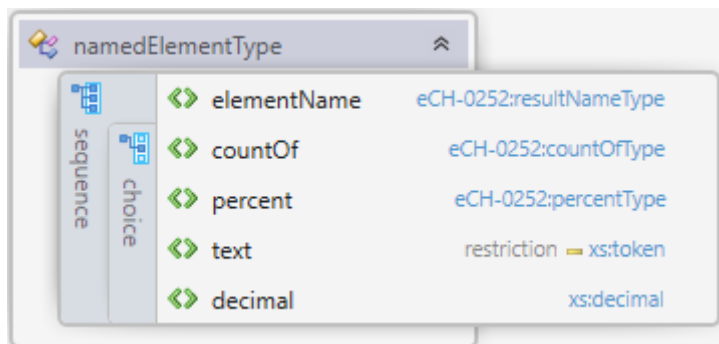 namedElementType
sequence
choice
elementName eCH-0252:resultNameType
countOf eCH-0252:countOfType
percent eCH-0252:percentType
text restriction xs:token
decimal xs:decimal